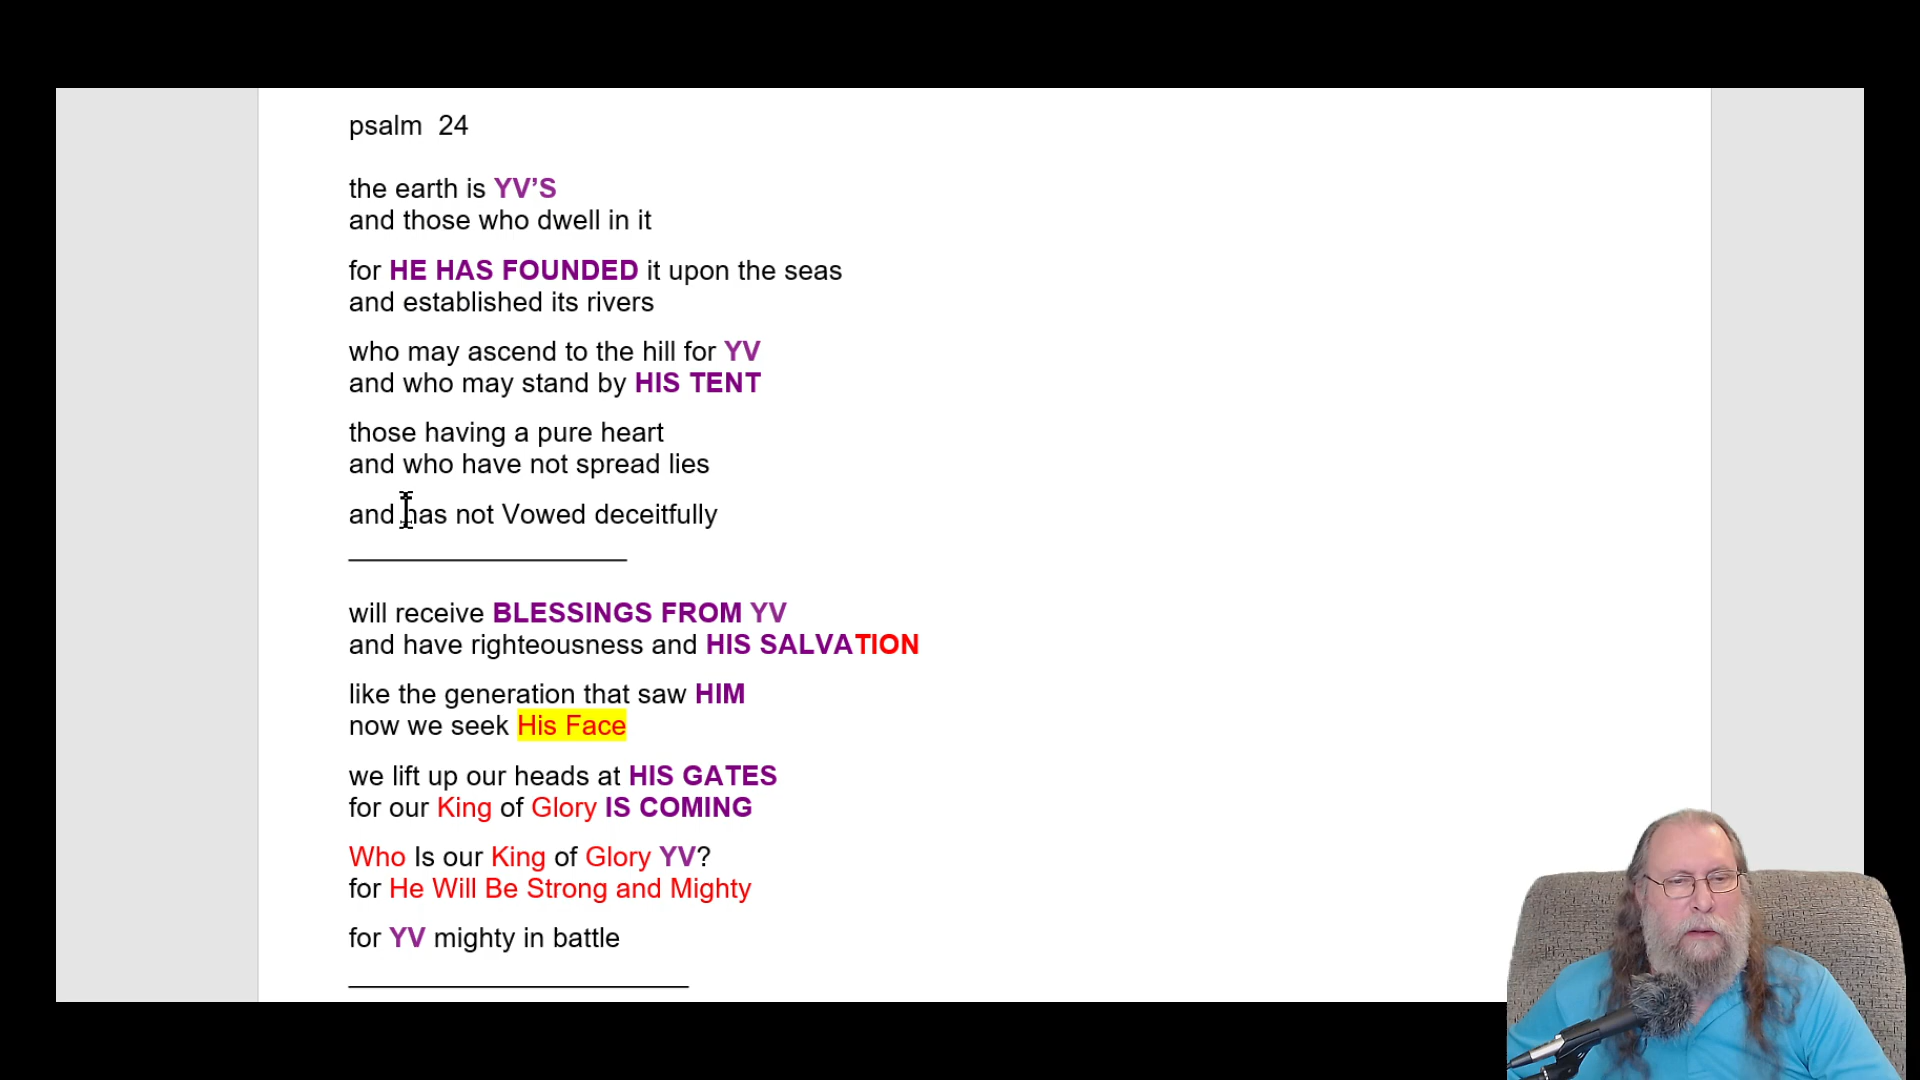 psalm 24
the earth is YV’S
and those who dwell in it
for HE HAS FOUNDED it upon the seas
and established its rivers
who may ascend to the hill for YV
and who may stand by HIS TENT
those having a pure heart
and who have not spread lies
and has not Vowed deceitfully
will receive BLESSINGS FROM YV
and have righteousness and HIS SALVATION
like the generation that saw HIM
now we seek His Face
we lift up our heads at HIS GATES
for our King of Glory IS COMING
Who Is our King of Glory YV?
for He Will Be Strong and Mighty
for YV mighty in battle